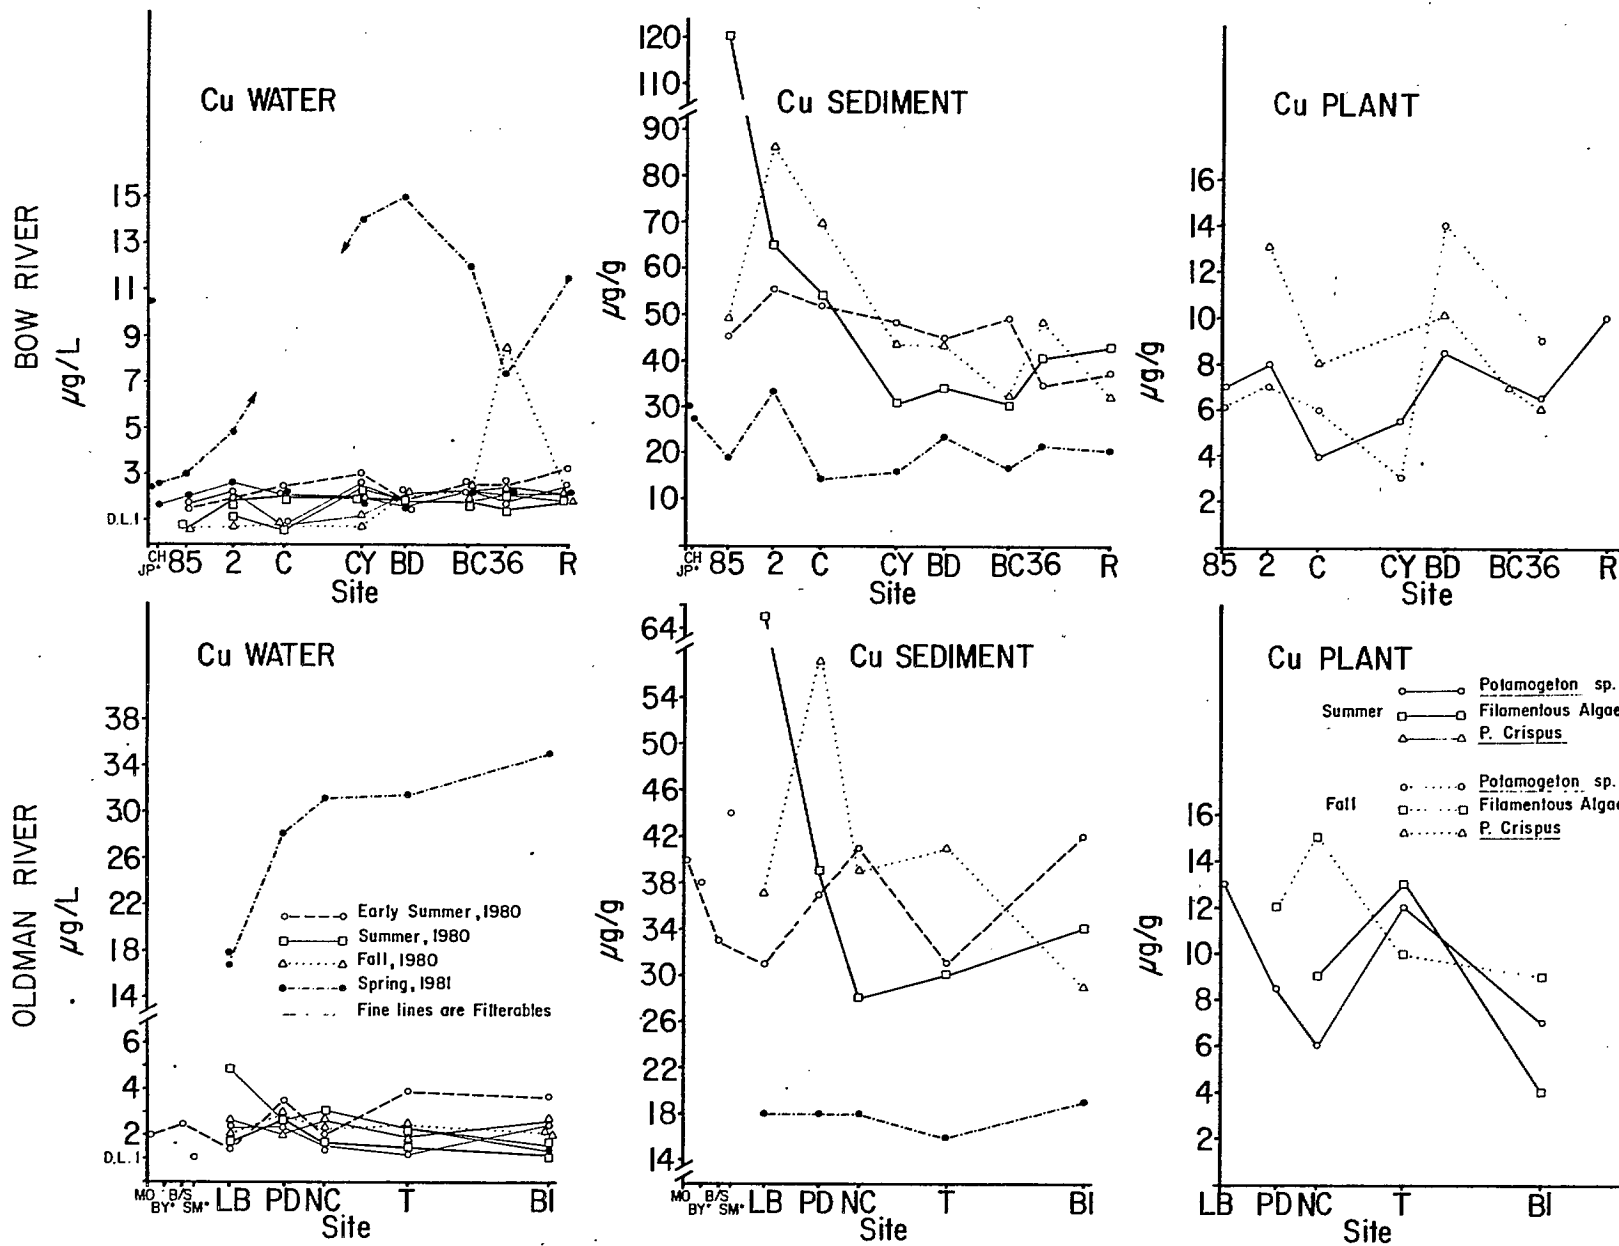 BOW RIVER
Cu WATER
µg/L
15
13
11
9
7
5
3
D.L.1
CH
JP* 85 2 C CY BD BC 36 R
Site
Cu SEDIMENT
µg/g
120
110
90
80
70
60
50
40
30
20
10
CH
JP* 85 2 C CY BD BC 36 R
Site
Cu PLANT
µg/g
16
14
12
10
8
6
4
2
85 2 C CY BD BC 36 R
Site
OLDMAN RIVER
Cu WATER
µg/L
38
34
30
26
22
18
14
6
4
2
D.L.1
Early Summer, 1980
Summer, 1980
Fall, 1980
Spring, 1981
Fine lines are Filterables
MO B/S LB PD NC T BI
BY* SM*
Site
Cu SEDIMENT
µg/g
64
54
50
46
42
38
34
30
26
22
18
14
MO B/S LB PD NC T BI
BY* SM*
Site
Cu PLANT
Summer
Potamogeton sp.
Filamentous Algae
P. Crispus
Fall
Potamogeton sp.
Filamentous Algae
P. Crispus
µg/g
16
14
12
10
8
6
4
2
LB PD NC T BI
Site